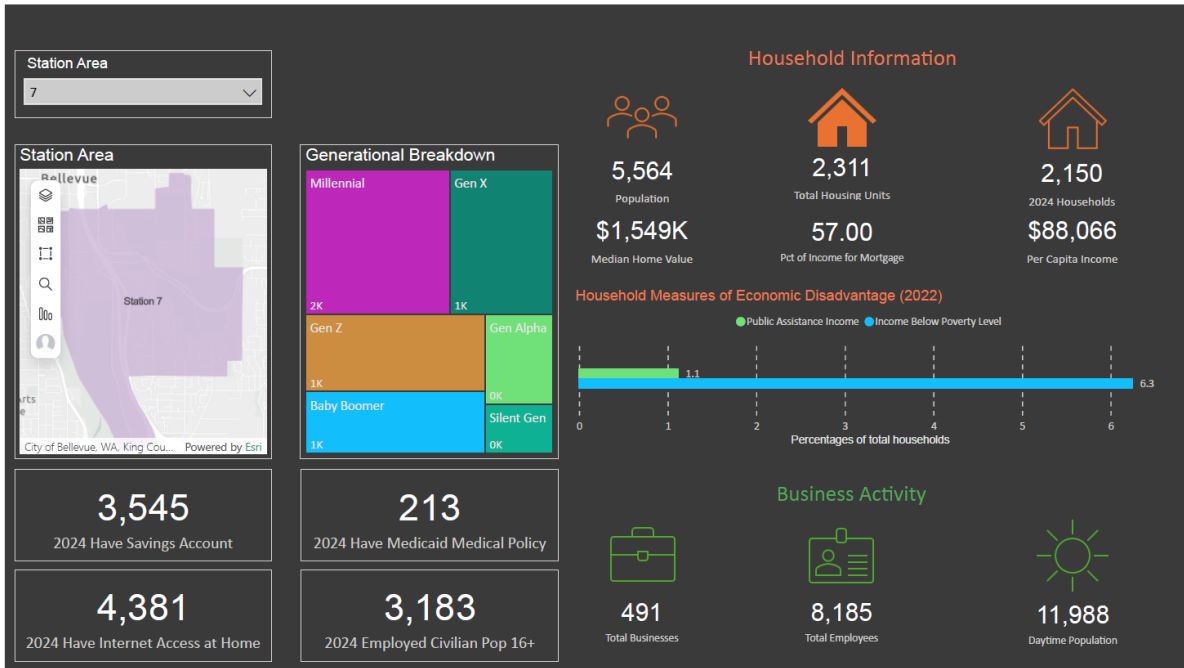 Station Area
7
Station Area
Bellevue
Station 7
City of Bellevue, WA, King Cou... Powered by Esri
Generational Breakdown
Millennial
2K
Gen X
1K
Gen Z
1K
Gen Alpha
0K
Baby Boomer
1K
Silent Gen
0K
3,545
2024 Have Savings Account
213
2024 Have Medicaid Medical Policy
4,381
2024 Have Internet Access at Home
3,183
2024 Employed Civilian Pop 16+
Household Information
5,564
Population
2,311
Total Housing Units
2,150
2024 Households
$1,549K
Median Home Value
57.00
Pct of Income for Mortgage
$88,066
Per Capita Income
Household Measures of Economic Disadvantage (2022)
Public Assistance Income Income Below Poverty Level
1.1
6.3
0 1 2 3 4 5 6
Percentages of total households
Business Activity
491
Total Businesses
8,185
Total Employees
11,988
Daytime Population